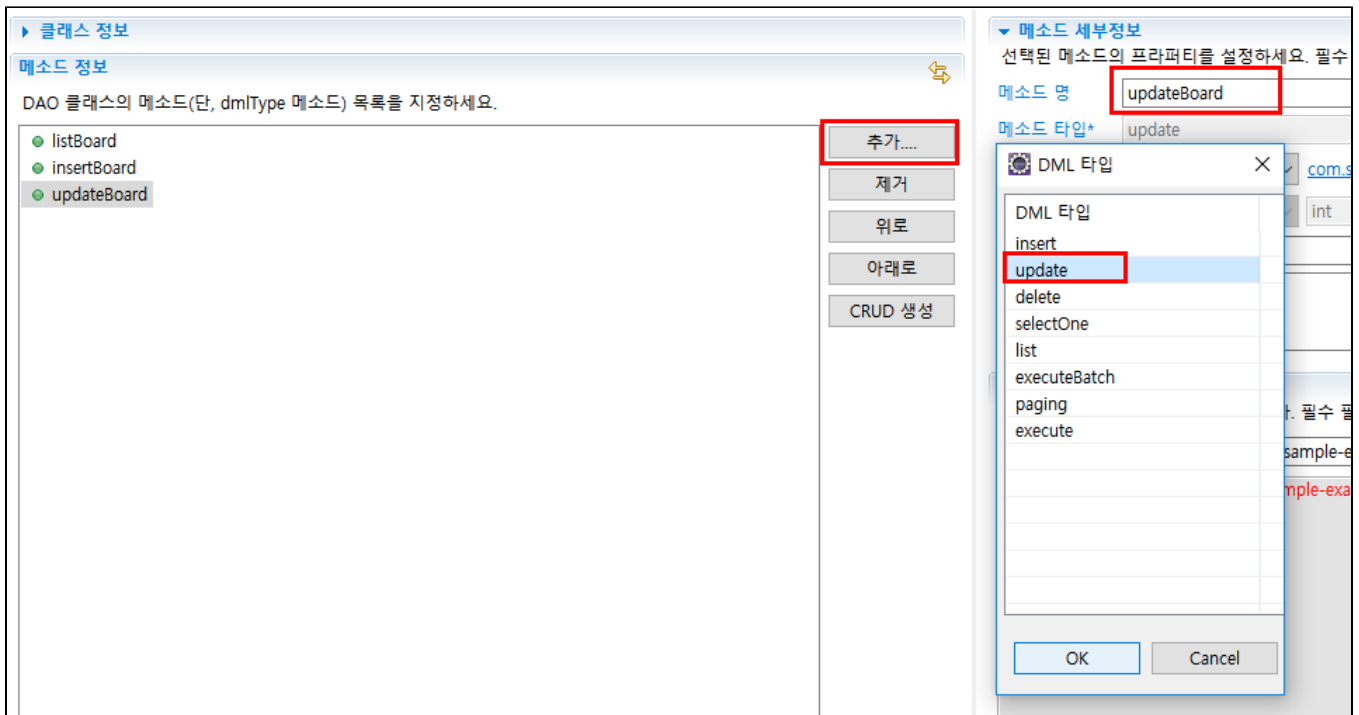 클래스 정보
메소드 정보
DAO 클래스의 메소드(단, dmlType 메소드) 목록을 지정하세요.
listBoard
insertBoard
updateBoard
추가....
제거
위로
아래로
CRUD 생성
메소드 세부정보
선택된 메소드의 프라퍼티를 설정하세요. 필수
메소드 명
updateBoard
메소드 타입*
update
com.s
int
DML 타입
DML 타입
insert
update
delete
selectOne
list
executeBatch
paging
execute
OK
Cancel
. 필수
sample-e
mple-exa